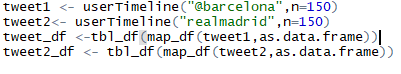 tweet1 <- userTimeline("@barcelona",n=150)
tweet2<- userTimeline("realmadrid",n=150)
tweet_df <-tbl_df(map_df(tweet1,as.data.frame))
tweet2_df <- tbl_df(map_df(tweet2,as.data.frame))